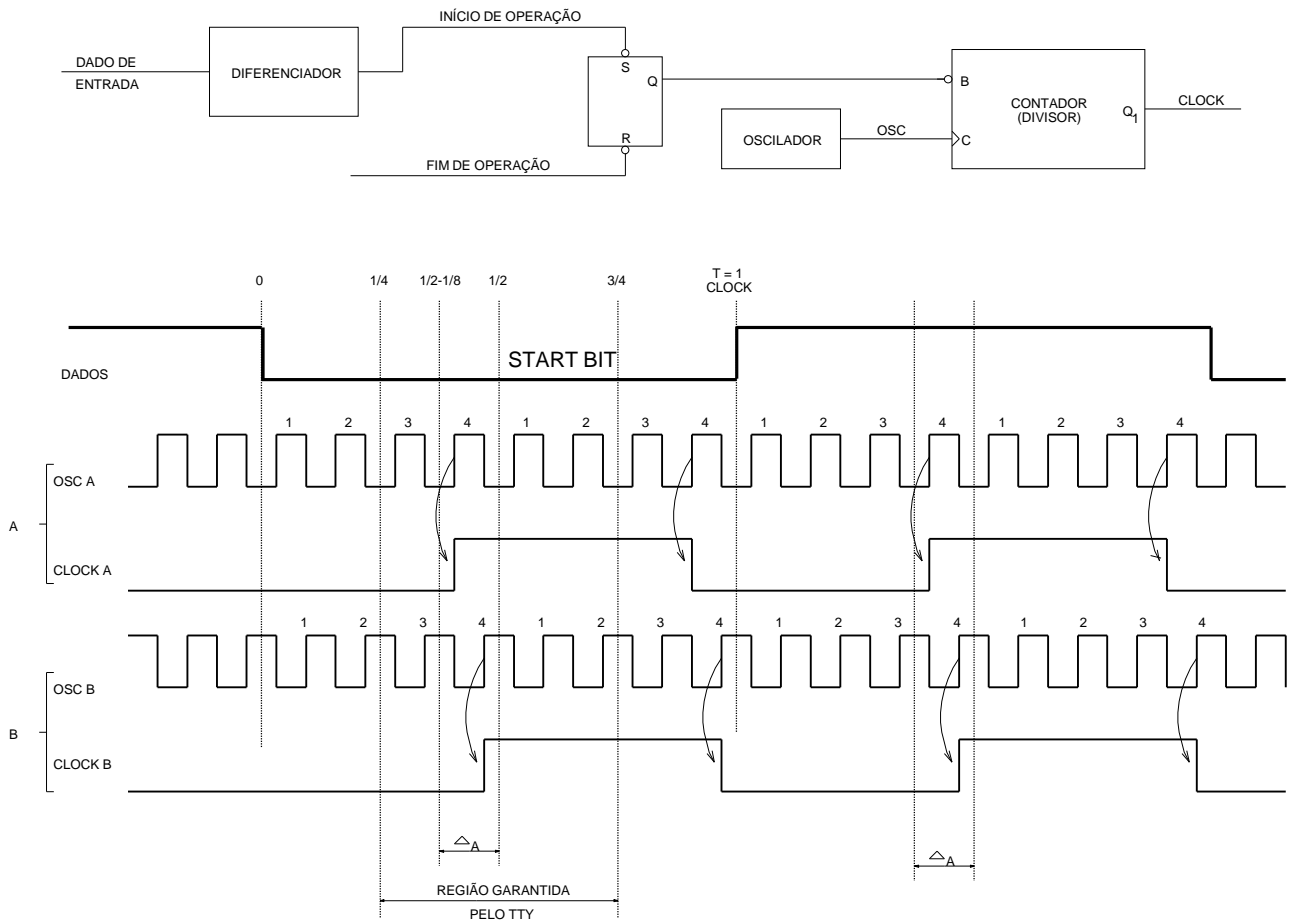 INÍCIO DE OPERAÇÃO
DADO DE
ENTRADA
DIFERENCIADOR
S
Q
R
FIM DE OPERAÇÃO
OSCILADOR
OSC
B
C
CONTADOR
(DIVISOR)
Q1
CLOCK
0
1/4
1/2-1/8
1/2
3/4
T = 1
CLOCK
START BIT
DADOS
1 2 3 4 1 2 3 4 1 2 3 4 1 2 3 4
OSC A
A
CLOCK A
1 2 3 4 1 2 3 4 1 2 3 4 1 2 3 4
OSC B
B
CLOCK B
△A
△A
REGIÃO GARANTIDA
PELO TTY